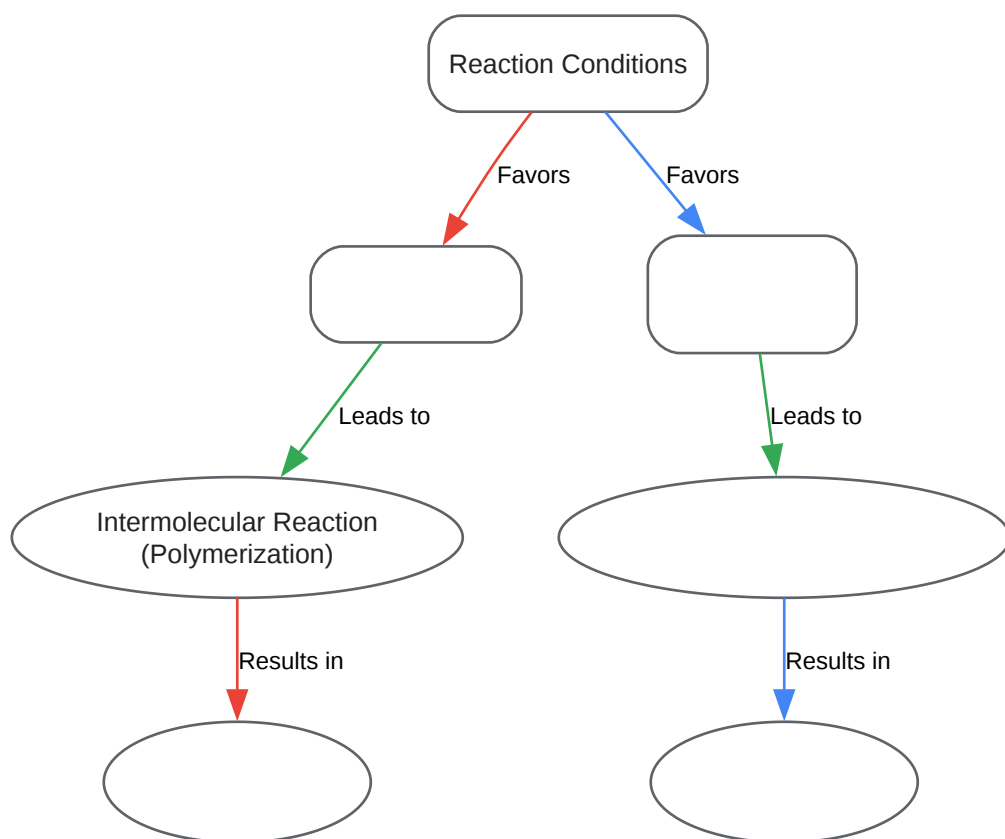 Reaction Conditions
Favors
Favors
Leads to
Leads to
Intermolecular Reaction
(Polymerization)
Results in
Results in